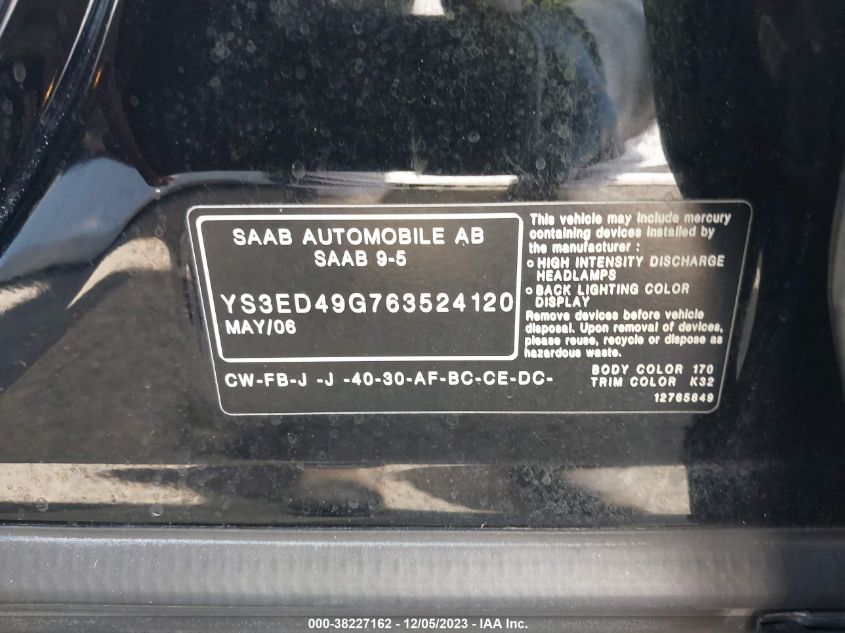 SAAB AUTOMOBILE AB
SAAB 9-5
YS3ED49G763524120
MAY/06
This vehicle may include mercury
containing devices installed by
the manufacturer :
o HIGH INTENSITY DISCHARGE
HEADLAMPS
o BACK LIGHTING COLOR
DISPLAY
Remove devices before vehicle
disposal. Upon removal of devices,
please reuse, recycle or dispose as
hazardous waste.
CW-FB-J -J -40-30-AF-BC-CE-DC-
BODY COLOR 170
TRIM COLOR K32
12765849
000-38227162 - 12/05/2023 - IAA Inc.